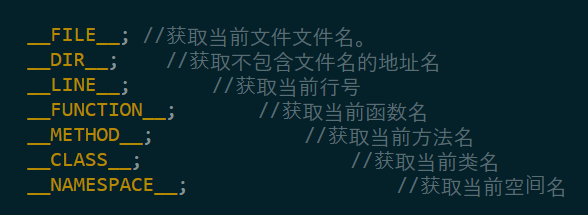 __FILE__; //获取当前文件文件名。
__DIR__; //获取不包含文件名的地址名
__LINE__; //获取当前行号
__FUNCTION__; //获取当前函数名
__METHOD__; //获取当前方法名
__CLASS__; //获取当前类名
__NAMESPACE__; //获取当前空间名